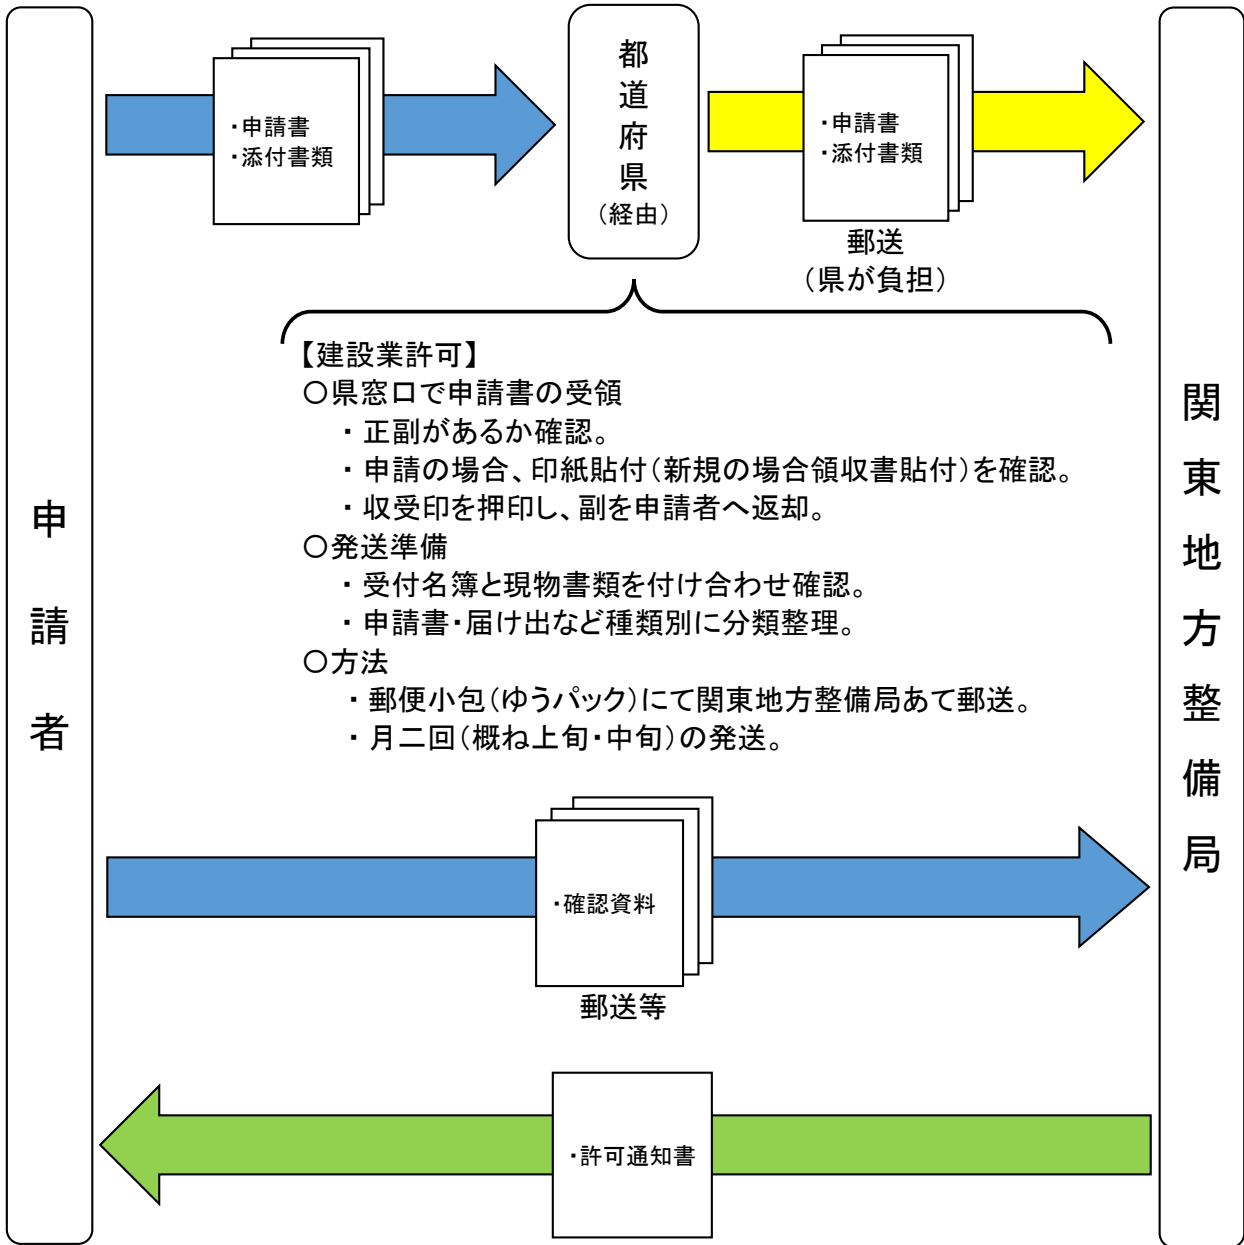 申請者
・申請書
・添付書類
都道府県
（経由）
・申請書
・添付書類
郵送
（県が負担）
関東地方整備局
【建設業許可】
○県窓口で申請書の受領
・正副があるか確認。
・申請の場合、印紙貼付（新規の場合領収書貼付）を確認。
・収受印を押印し、副を申請者へ返却。
○発送準備
・受付名簿と現物書類を付け合わせ確認。
・申請書・届け出など種類別に分類整理。
○方法
・郵便小包（ゆうパック）にて関東地方整備局あて郵送。
・月二回（概ね上旬・中旬）の発送。
・確認資料
郵送等
・許可通知書